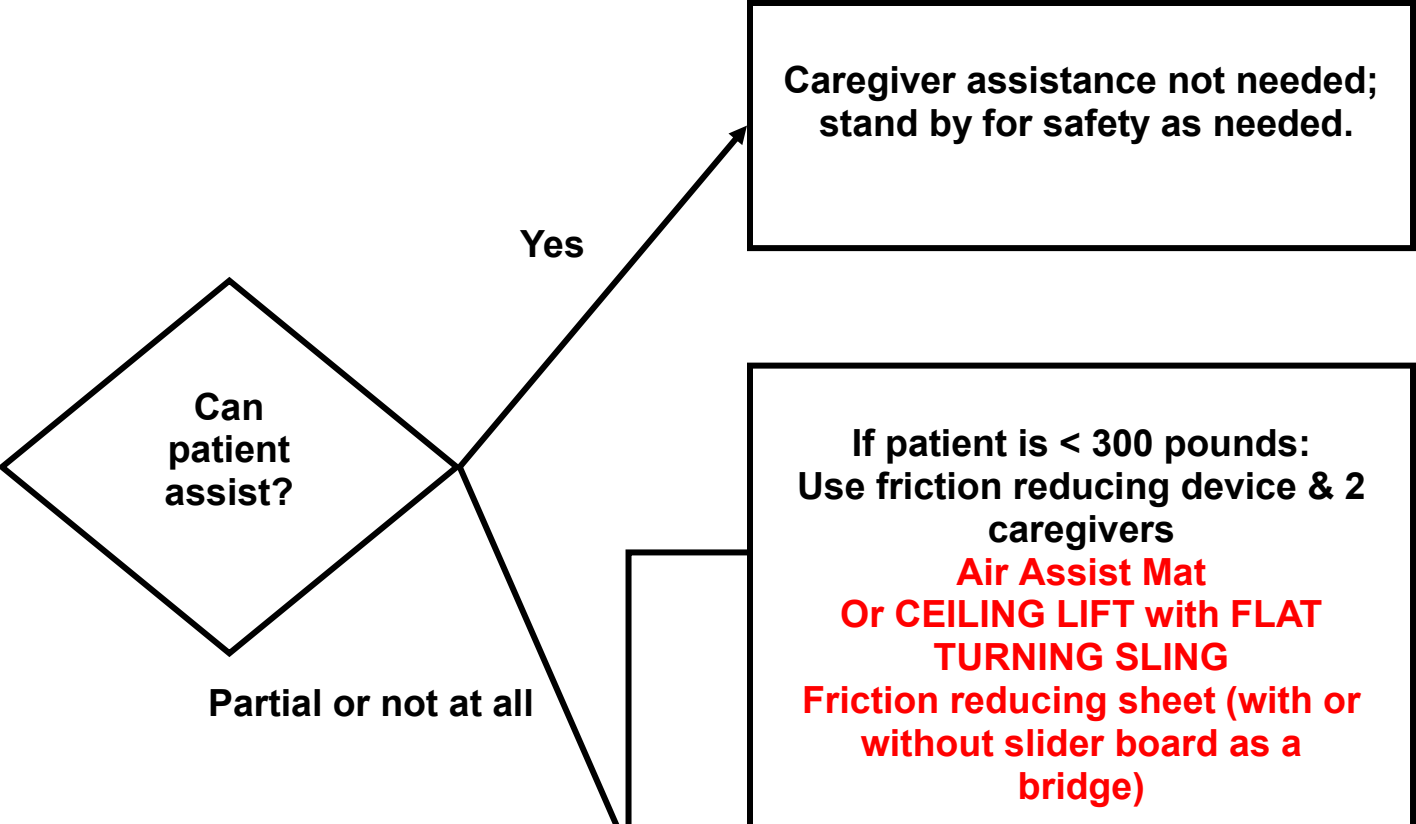 Caregiver assistance not needed;
stand by for safety as needed.
Yes
Can
patient
assist?
If patient is < 300 pounds:
Use friction reducing device & 2
caregivers
Air Assist Mat
Or CEILING LIFT with FLAT
TURNING SLING
Friction reducing sheet (with or
without slider board as a
bridge)
Partial or not at all